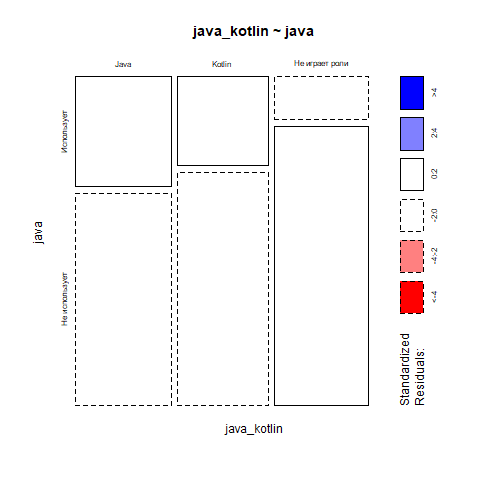 java_kotlin ~ java
Java
Kotlin
Не играет роли
Использует
Не использует
java
java_kotlin
>4
2:4
0:2
-2:0
-4:-2
<-4
Standardized
Residuals: